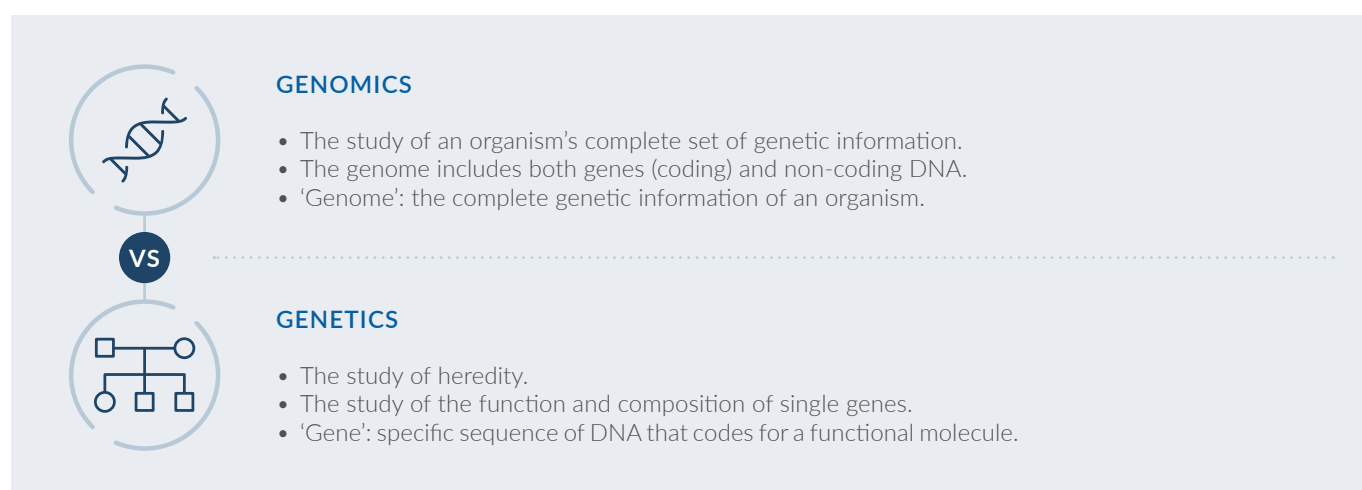 GENOMICS
• The study of an organism’s complete set of genetic information.
• The genome includes both genes (coding) and non-coding DNA.
• ‘Genome’: the complete genetic information of an organism.
VS
GENETICS
• The study of heredity.
• The study of the function and composition of single genes.
• ‘Gene’: specific sequence of DNA that codes for a functional molecule.